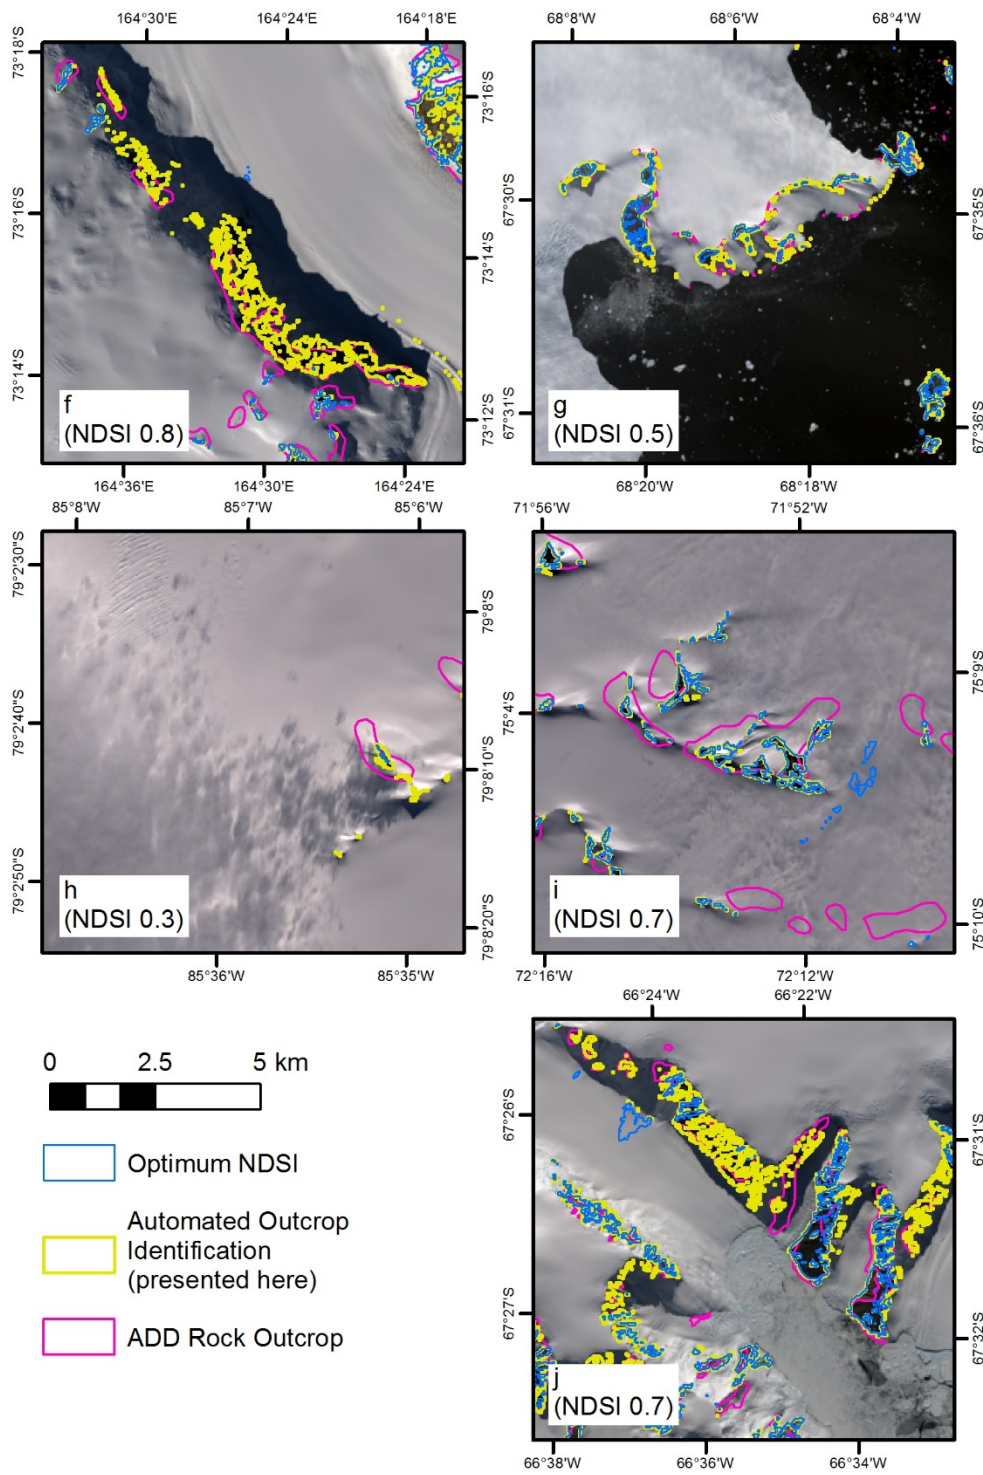 164°30'E 164°24'E 164°18'E
68°8'W 68°6'W 68°4'W
73°18'S
73°16'S
73°14'S
73°16'S
73°14'S
73°12'S
f
(NDSI 0.8)
67°30'S
67°31'S
67°35'S
67°36'S
g
(NDSI 0.5)
164°36'E 164°30'E 164°24'E
68°20'W 68°18'W
85°8'W 85°7'W 85°6'W
71°56'W 71°52'W
79°2'30"S
79°2'40"S
79°2'50"S
79°8'S
79°8'10"S
79°8'20"S
h
(NDSI 0.3)
75°4'S
75°9'S
75°10'S
i
(NDSI 0.7)
85°36'W 85°35'W
72°16'W 72°12'W
66°24'W 66°22'W
0 2.5 5 km
Optimum NDSI
Automated Outcrop
Identification
(presented here)
ADD Rock Outcrop
67°26'S
67°27'S
67°31'S
67°32'S
j
(NDSI 0.7)
66°38'W 66°36'W 66°34'W